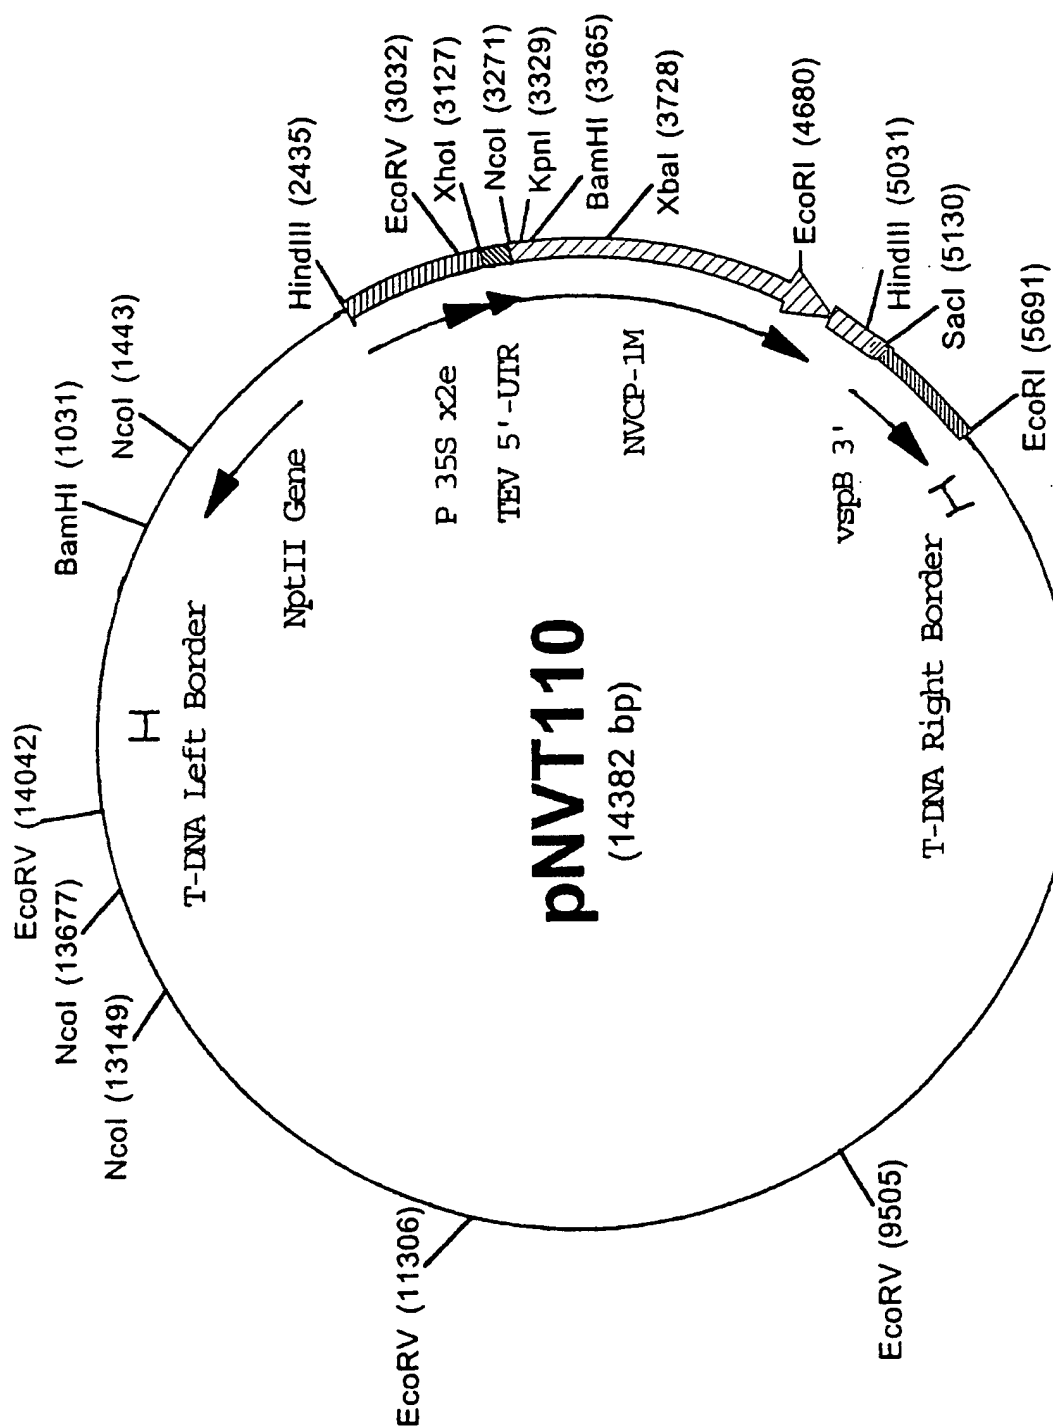 pNVT110
(14382 bp)
BamHI (1031)
NcoI (1443)
HindIII (2435)
EcoRV (3032)
XhoI (3127)
NcoI (3271)
KpnI (3329)
BamHI (3365)
XbaI (3728)
EcoRI (4680)
HindIII (5031)
SacI (5130)
EcoRI (5691)
EcoRV (9505)
EcoRV (11306)
NcoI (13149)
NcoI (13677)
EcoRV (14042)
T-DNA Left Border
NptII Gene
P 35S x2e
TEV 5'-UTR
NVCP-1M
vspB 3'
T-DNA Right Border